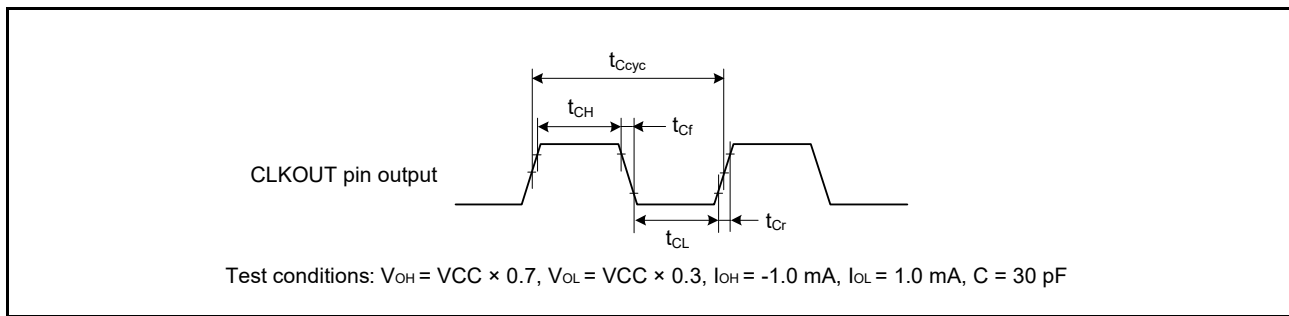 tCcyc
tCH
tCf
CLKOUT pin output
tCL
tCr
Test conditions: VOH = VCC × 0.7, VOL = VCC × 0.3, IOH = -1.0 mA, IOL = 1.0 mA, C = 30 pF